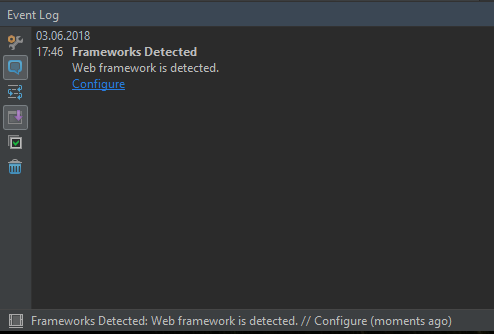 Event Log
03.06.2018
17:46 Frameworks Detected
Web framework is detected.
Configure
Frameworks Detected: Web framework is detected. // Configure (moments ago)